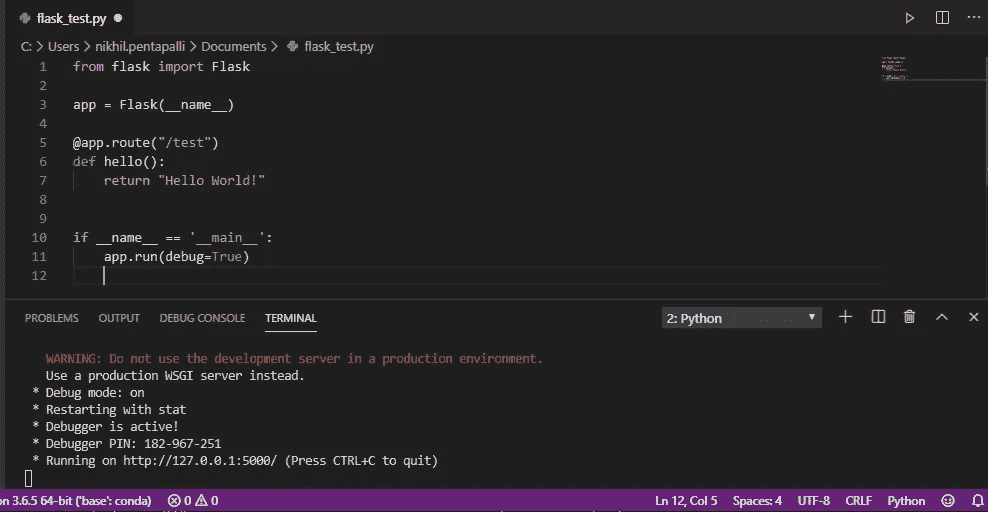 flask_test.py
C: > Users > nikhil.pentapalli > Documents > flask_test.py
1 from flask import Flask
2
3 app = Flask(__name__)
4
5 @app.route("/test")
6 def hello():
7     return "Hello World!"
8
9
10 if __name__ == '__main__':
11     app.run(debug=True)
12
PROBLEMS OUTPUT DEBUG CONSOLE TERMINAL 2: Python
WARNING: Do not use the development server in a production environment.
Use a production WSGI server instead.
* Debug mode: on
* Restarting with stat
* Debugger is active!
* Debugger PIN: 182-967-251
* Running on http://127.0.0.1:5000/ (Press CTRL+C to quit)
on 3.6.5 64-bit ('base': conda) 0 0 Ln 12, Col 5 Spaces: 4 UTF-8 CRLF Python